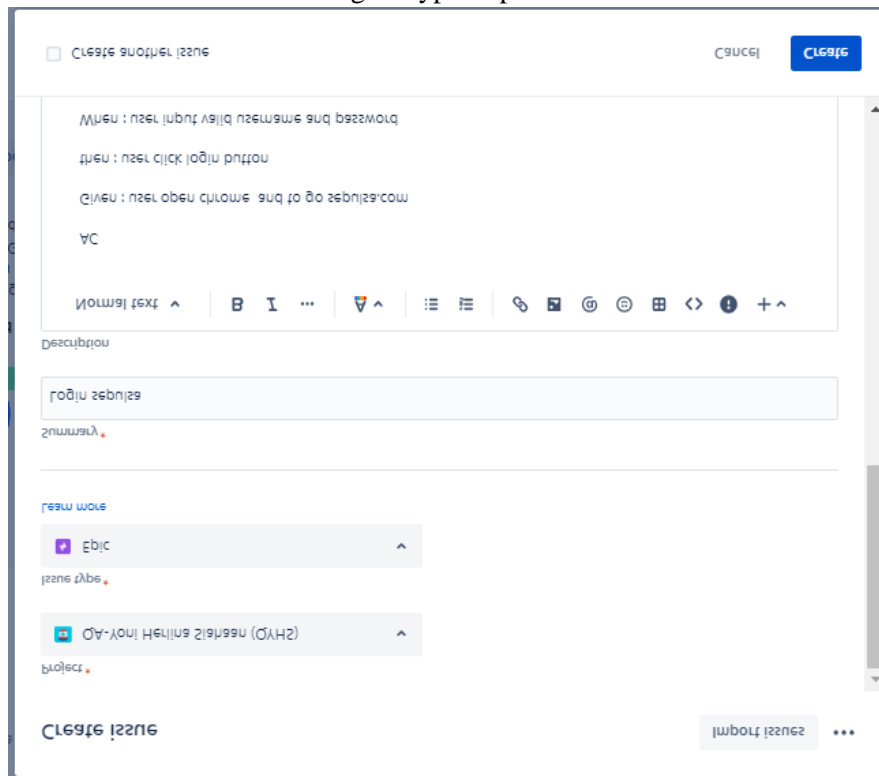 Create issue
Import issues
Project *
QA-Yoni Herlina Siahaan (QYHS)
Issue type *
Epic
Learn more
Summary *
Login sepulsa
Description
Normal text B I
AC
Given : user open chrome and to go sepulsa.com
then : user click login button
When : user input valid username and password
Create another issue
Cancel Create